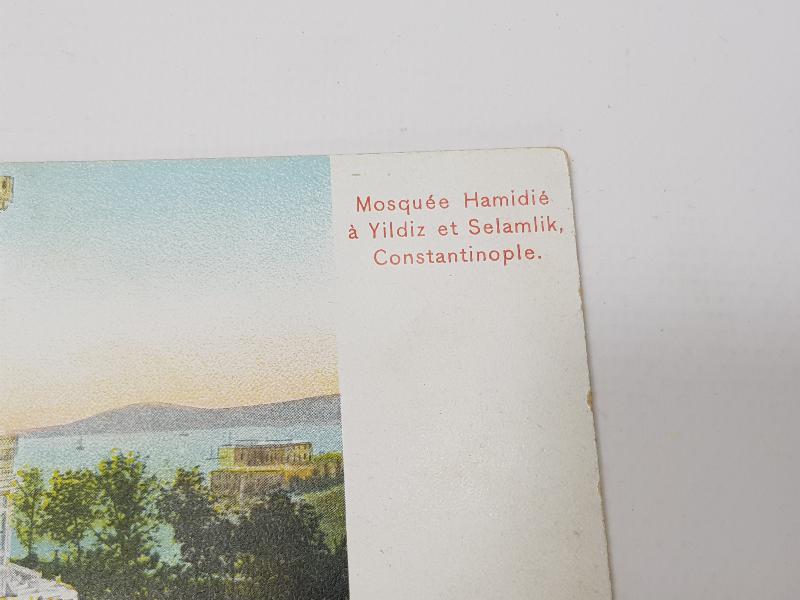 Mosquée Hamidié
à Yildiz et Selamlik,
Constantinople.